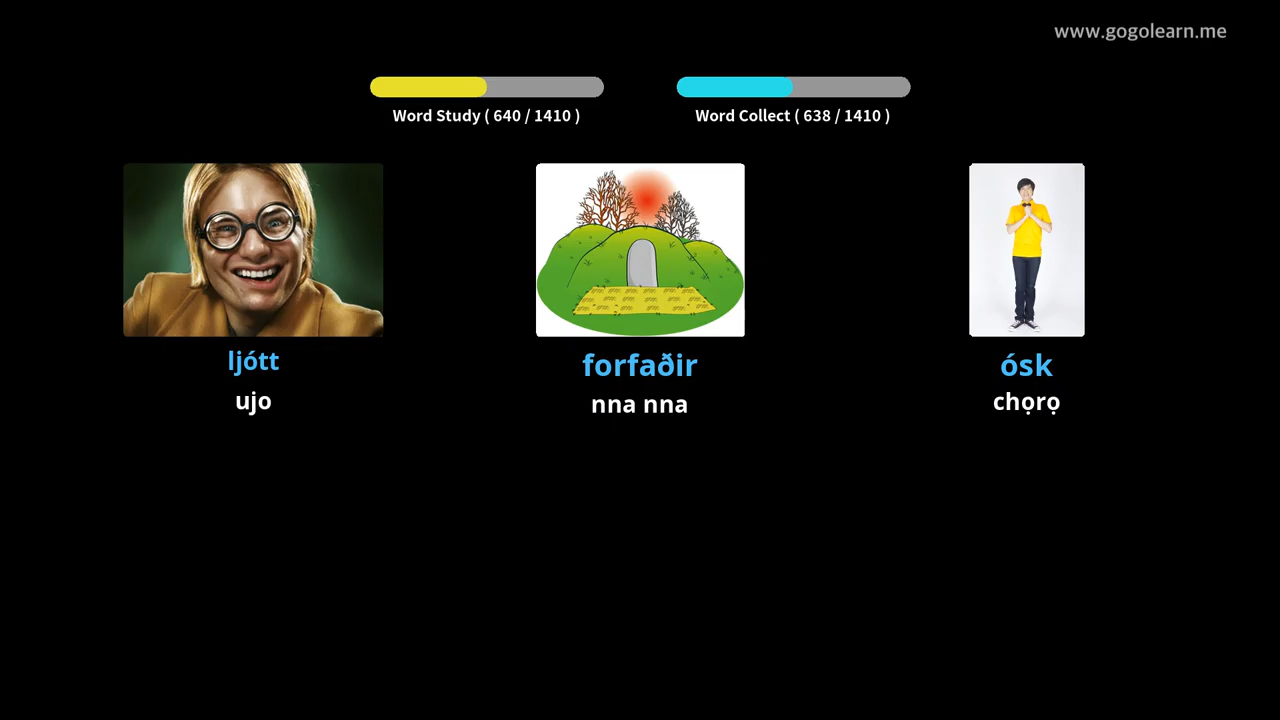 www.gogolearn.me
Word Study ( 640 / 1410 )
Word Collect ( 638 / 1410 )
ljótt
ujo
forfaðir
nna nna
ósk
chọrọ